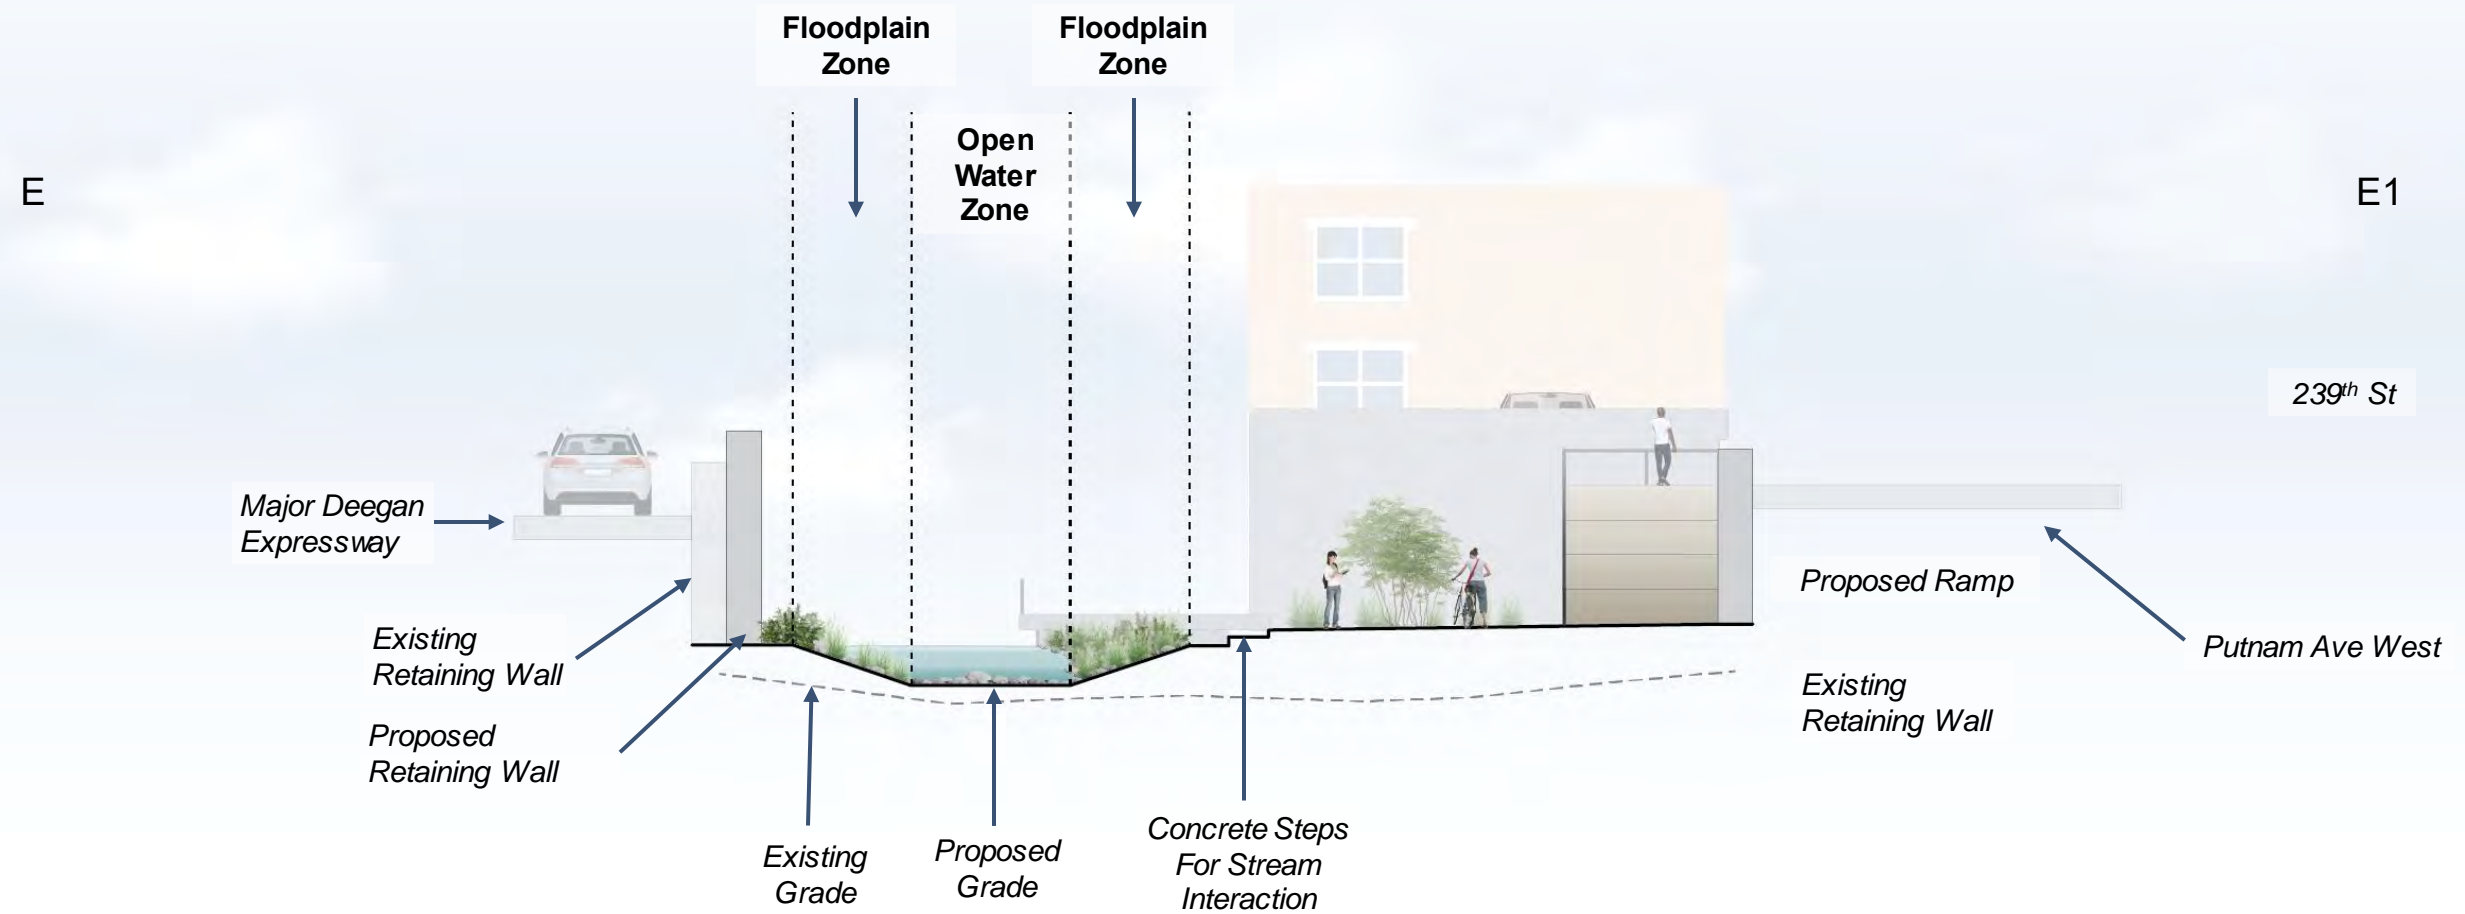 Floodplain
Zone
Floodplain
Zone
Open
Water
Zone
E
E1
239th St
Major Deegan
Expressway
Proposed Ramp
Existing
Retaining Wall
Putnam Ave West
Existing
Retaining Wall
Proposed
Retaining Wall
Existing
Grade
Proposed
Grade
Concrete Steps
For Stream
Interaction